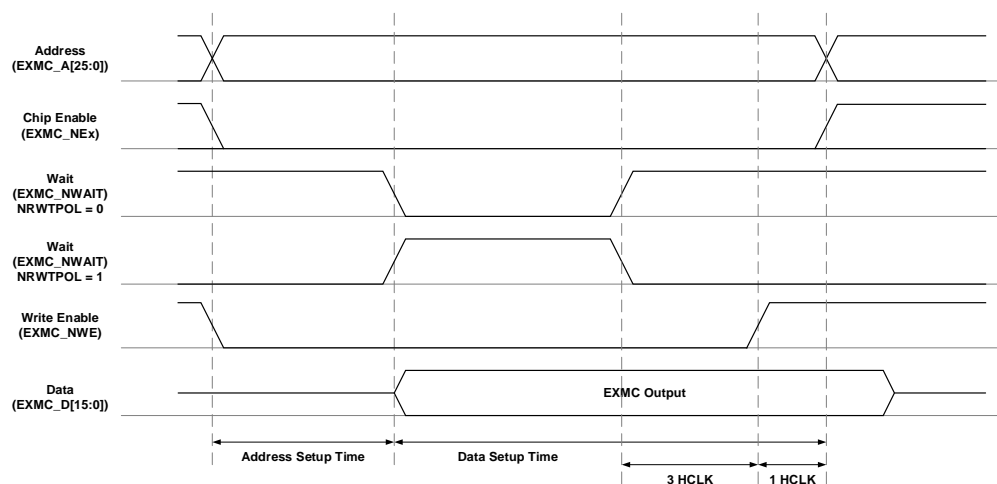 Address
(EXMC_A[25:0])
Chip Enable
(EXMC_NEx)
Wait
(EXMC_NWAIT)
NRWTPOL = 0
Wait
(EXMC_NWAIT)
NRWTPOL = 1
Write Enable
(EXMC_NWE)
Data
(EXMC_D[15:0])
EXMC Output
Address Setup Time
Data Setup Time
3 HCLK
1 HCLK